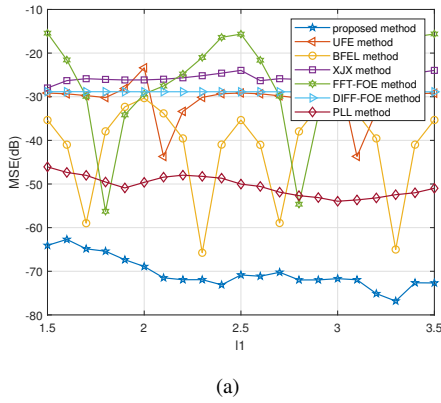 -10
-20
-30
-40
-50
-60
-70
-80
MSE(dB)
proposed method
UFE method
BFEL method
XJX method
FFT-FOE method
DIFF-FOE method
PLL method
1.5
2
2.5
3
3.5
l1
(a)